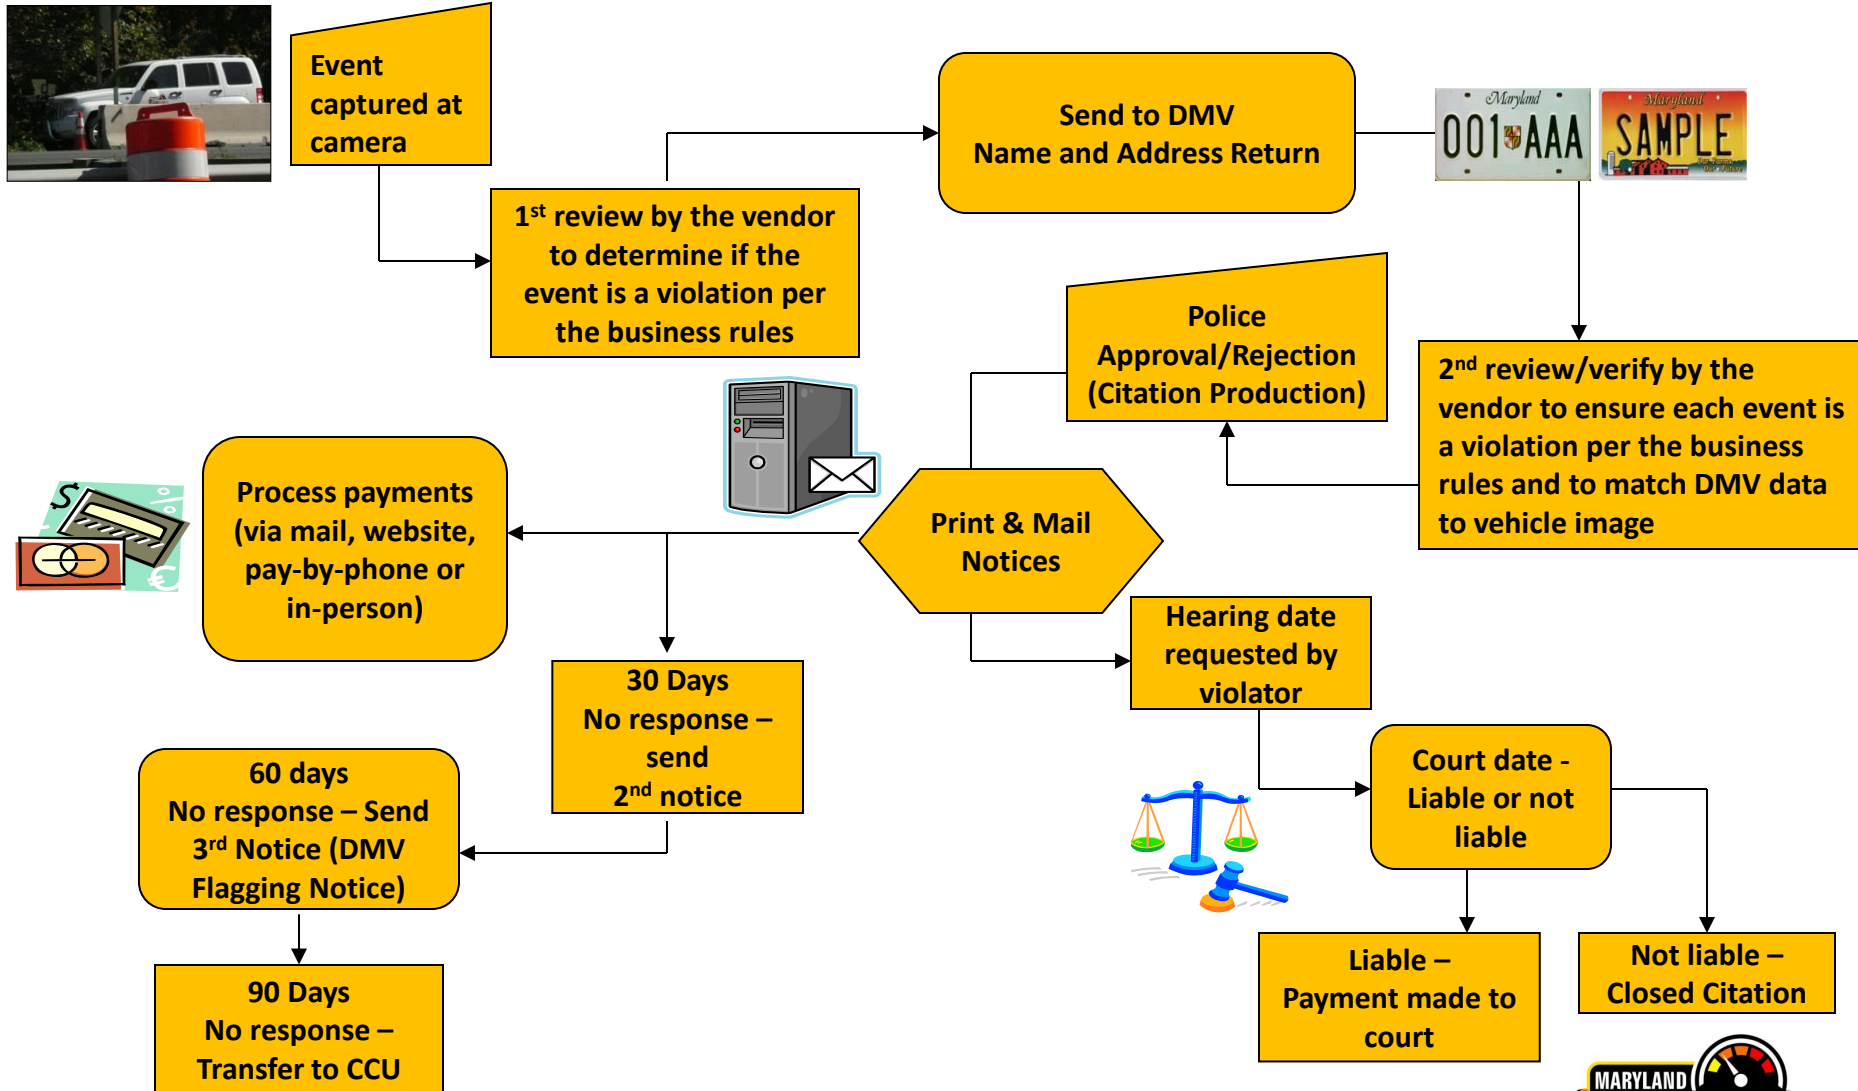 Event
captured at
camera
Send to DMV
Name and Address Return
Maryland
001 AAA
Maryland
SAMPLE
1st review by the vendor
to determine if the
event is a violation per
the business rules
Police
Approval/Rejection
(Citation Production)
2nd review/verify by the
vendor to ensure each event is
a violation per the business
rules and to match DMV data
to vehicle image
Process payments
(via mail, website,
pay-by-phone or
in-person)
$
%
€
Print & Mail
Notices
Hearing date
requested by
violator
30 Days
No response –
send
2nd notice
Court date -
Liable or not
liable
60 days
No response – Send
3rd Notice (DMV
Flagging Notice)
Liable –
Payment made to
court
Not liable –
Closed Citation
90 Days
No response –
Transfer to CCU
MARYLAND